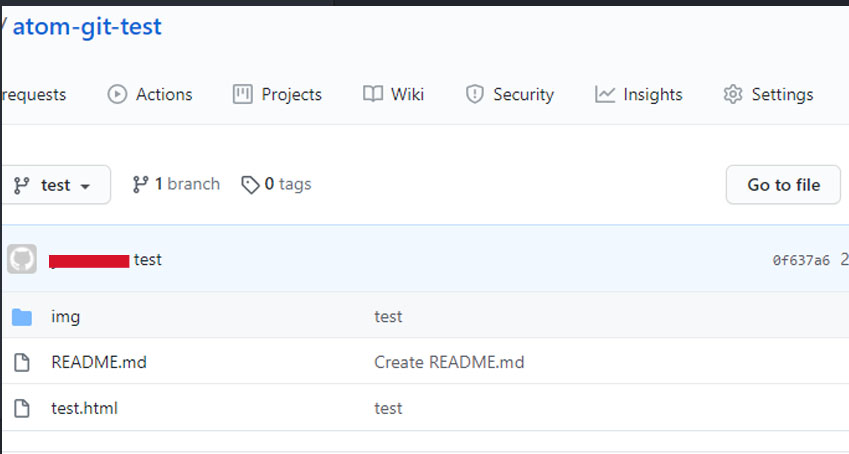 / atom-git-test
requests Actions Projects Wiki Security Insights Settings
test 1 branch 0 tags Go to file
test 0f637a6 2
img test
README.md Create README.md
test.html test